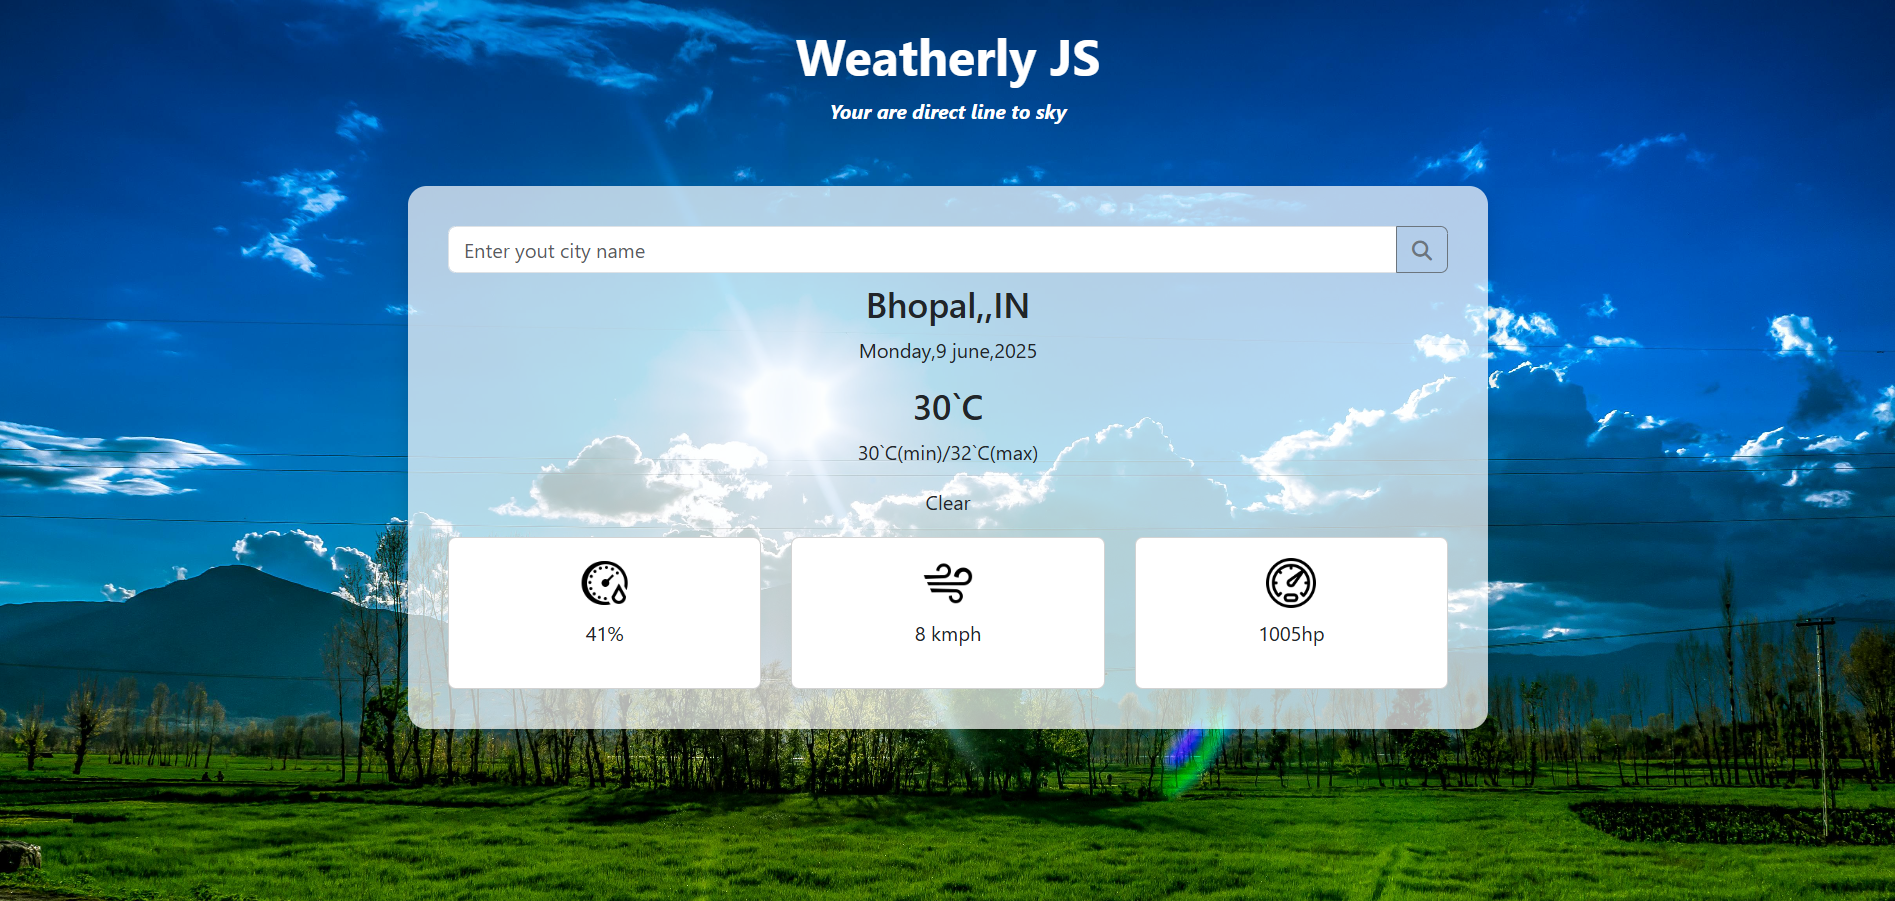 Weatherly JS
Your are direct line to sky
Enter yout city name
Bhopal,,IN
Monday,9 june,2025
30`C
30`C(min)/32`C(max)
Clear
41%
8 kmph
1005hp